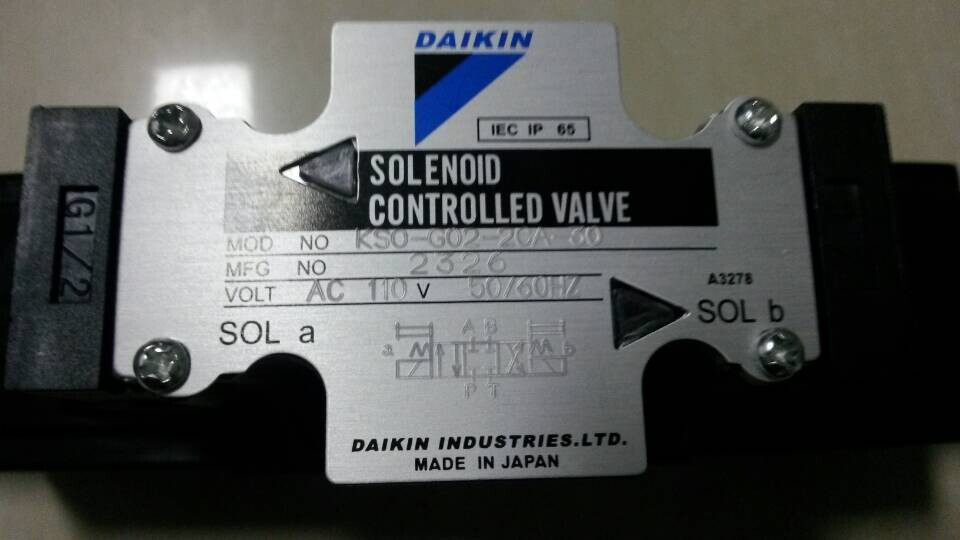 DAIKIN
IEC IP 65
SOLENOID
CONTROLLED VALVE
MOD NO KSO-G02-2CA-30
MFG NO 2326
VOLT AC 110 V 50/60HZ
A3278
SOL a
SOL b
A B
a b
P T
DAIKIN INDUSTRIES.LTD.
MADE IN JAPAN
G1/2